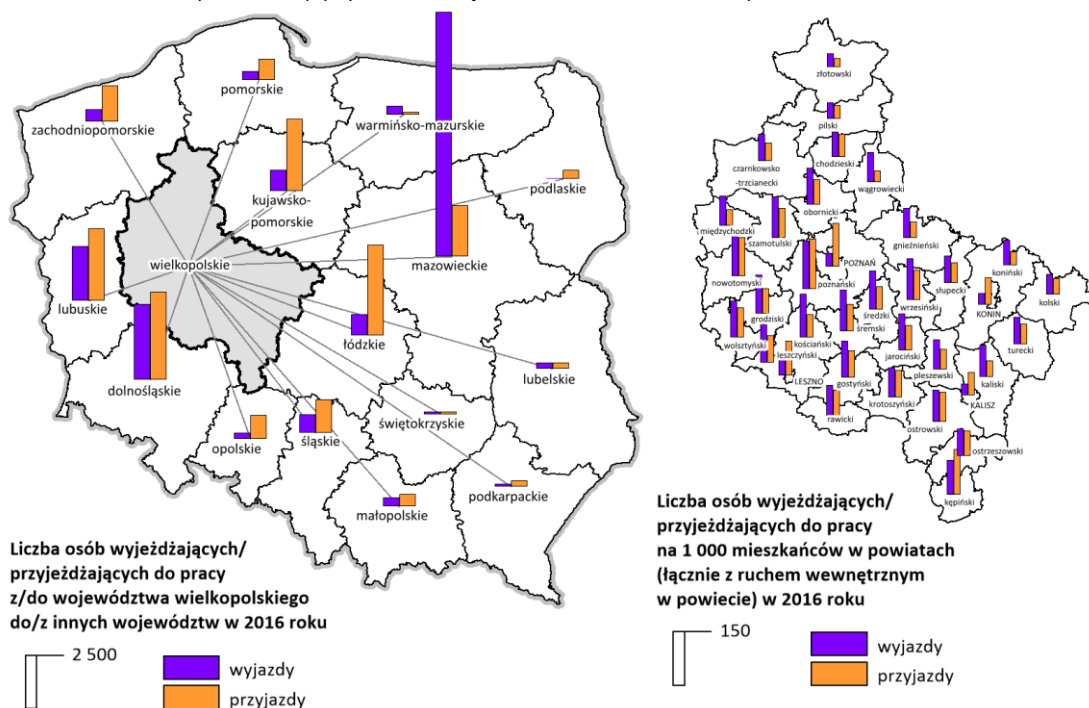 pomorskie
zachodniopomorskie
warmińsko-mazurskie
kujawsko-
pomorskie
podlaskie
mazowieckie
wielkopolskie
lubuskie
łódzkie
dolnośląskie
lubelskie
opolskie
śląskie
świętokrzyskie
małopolskie
podkarpackie
Liczba osób wyjeżdżających/
przyjeżdżających do pracy
z/do województwa wielkopolskiego
do/z innych województw w 2016 roku
2 500
wyjazdy
przyjazdy
złotowski
pilski
czarnkowsko
-trzcianecki
chodzieski
wągrowiecki
obornicki
międzychodzki
szamotulski
gnieźnieński
POZNAŃ
nowotomyski
poznański
koniński
słupecki
wrzesiński
kolski
KONIN
grodziski
średzki
śremski
wolsztyński
kościański
turecki
jarociński
leszczyński
LESZNO
gostyński
pleszewski
kaliski
KALISZ
krotoszyński
rawicki
ostrowski
ostrzeszowski
kępiński
Liczba osób wyjeżdżających/
przyjeżdżających do pracy
na 1 000 mieszkańców w powiatach
(łącznie z ruchem wewnętrznym
w powiecie) w 2016 roku
150
wyjazdy
przyjazdy